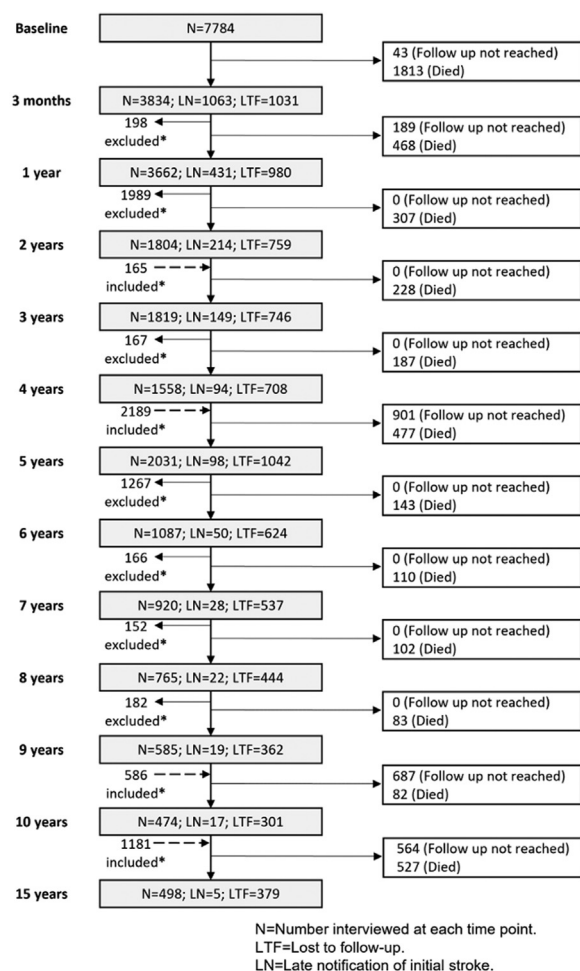 Baseline
N=7784
43 (Follow up not reached)
1813 (Died)
3 months
N=3834; LN=1063; LTF=1031
198
excluded*
189 (Follow up not reached)
468 (Died)
1 year
N=3662; LN=431; LTF=980
1989
excluded*
0 (Follow up not reached)
307 (Died)
2 years
N=1804; LN=214; LTF=759
165
included*
0 (Follow up not reached)
228 (Died)
3 years
N=1819; LN=149; LTF=746
167
excluded*
0 (Follow up not reached)
187 (Died)
4 years
N=1558; LN=94; LTF=708
2189
included*
901 (Follow up not reached)
477 (Died)
5 years
N=2031; LN=98; LTF=1042
1267
excluded*
0 (Follow up not reached)
143 (Died)
6 years
N=1087; LN=50; LTF=624
166
excluded*
0 (Follow up not reached)
110 (Died)
7 years
N=920; LN=28; LTF=537
152
excluded*
0 (Follow up not reached)
102 (Died)
8 years
N=765; LN=22; LTF=444
182
excluded*
0 (Follow up not reached)
83 (Died)
9 years
N=585; LN=19; LTF=362
586
included*
687 (Follow up not reached)
82 (Died)
10 years
N=474; LN=17; LTF=301
1181
included*
564 (Follow up not reached)
527 (Died)
15 years
N=498; LN=5; LTF=379
N=Number interviewed at each time point.
LTF=Lost to follow-up.
LN=Late notification of initial stroke.